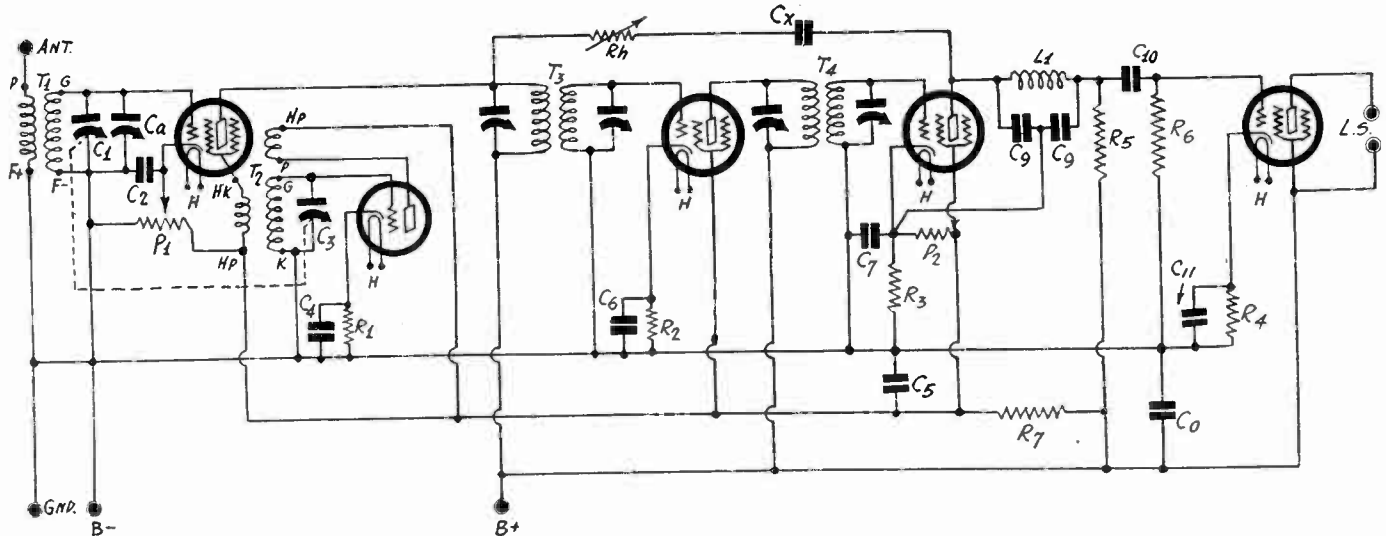 ANT.
P
T1
G
C1
Ca
F+
F-
C2
H
HK
P1
HP
HP
T2
P
G
C3
K
H
C4
R1
Rh
Cx
T3
C6
R2
H
T4
H
C7
P2
R3
C5
L1
C9
C9
R5
C10
R6
R7
C0
C11
R4
H
L.S.
GND.
B-
B+